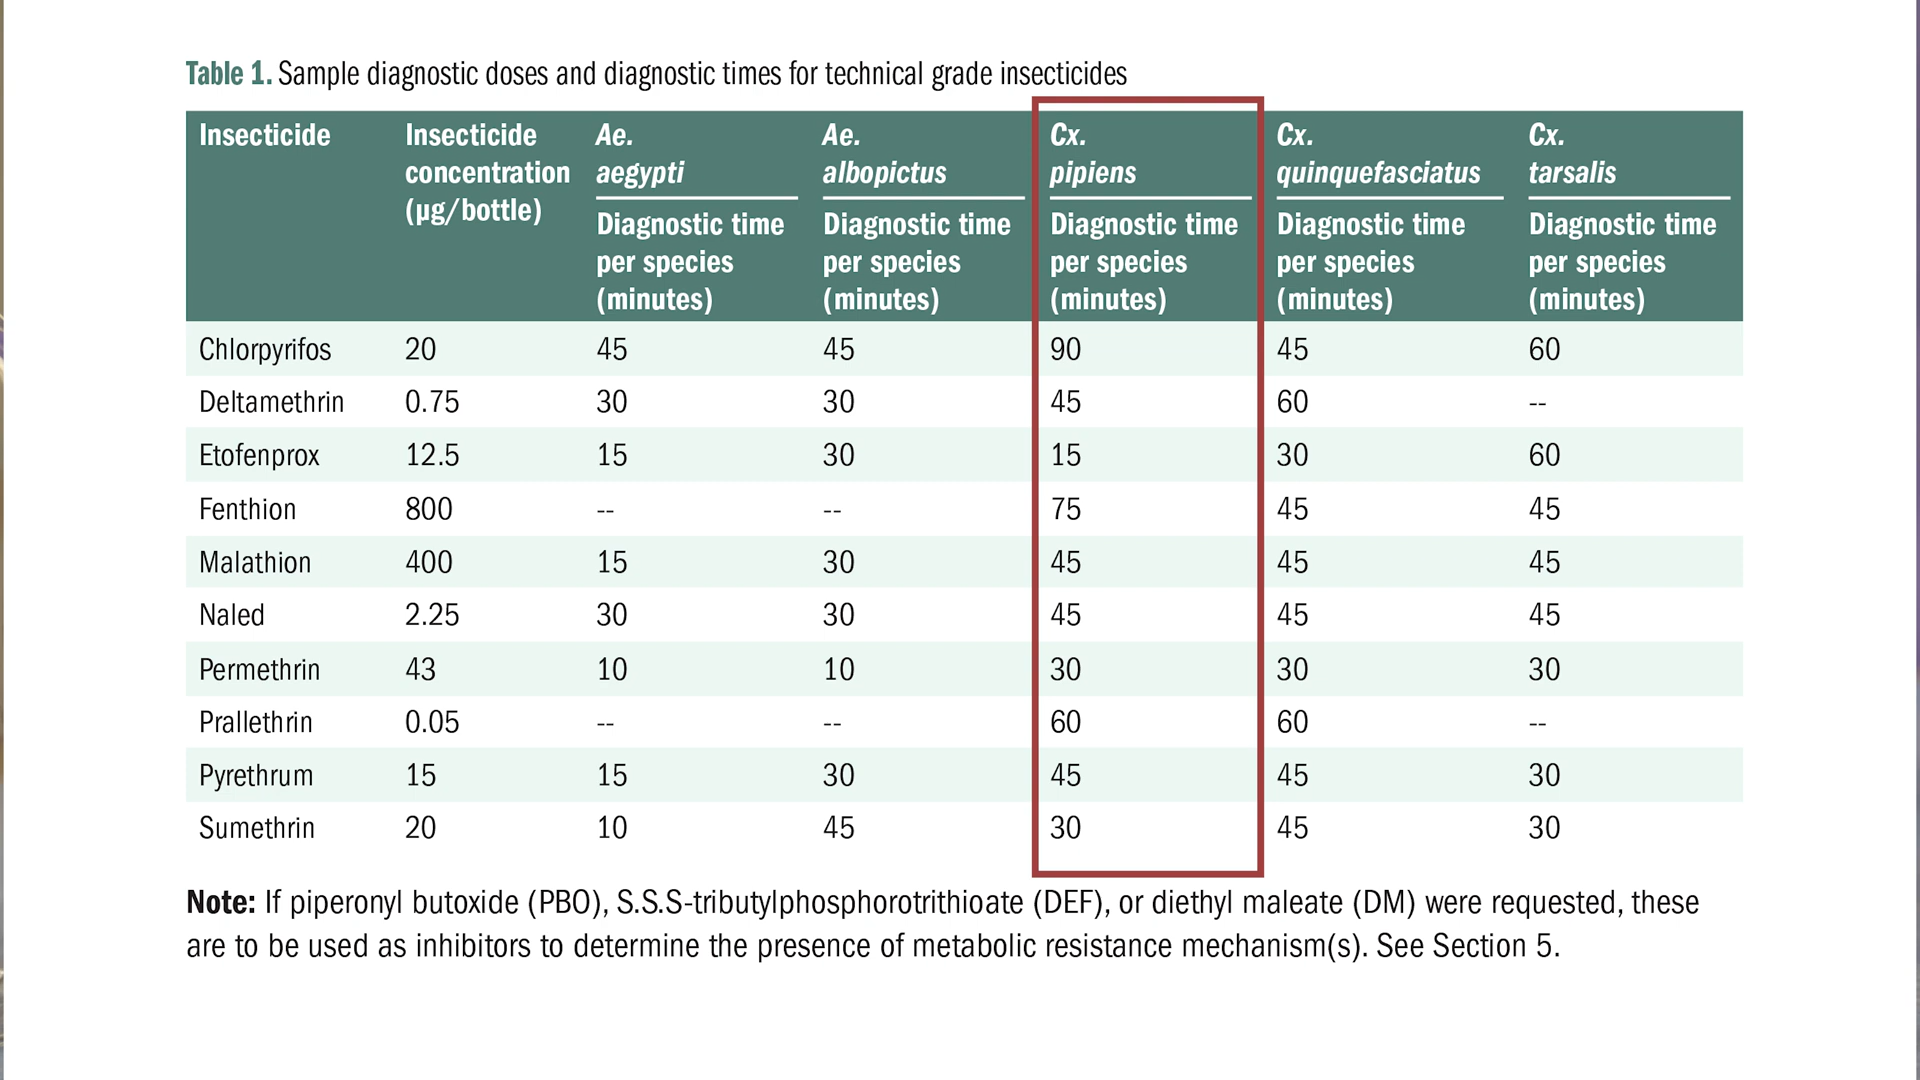 Table 1. Sample diagnostic doses and diagnostic times for technical grade insecticides
Insecticide Insecticide concentration (µg/bottle) Ae. aegypti Ae. albopictus Cx. pipiens Cx. quinquefasciatus Cx. tarsalis
Diagnostic time per species (minutes) Diagnostic time per species (minutes) Diagnostic time per species (minutes) Diagnostic time per species (minutes) Diagnostic time per species (minutes)
Chlorpyrifos 20 45 45 90 45 60
Deltamethrin 0.75 30 30 45 60 --
Etofenprox 12.5 15 30 15 30 60
Fenthion 800 -- -- 75 45 45
Malathion 400 15 30 45 45 45
Naled 2.25 30 30 45 45 45
Permethrin 43 10 10 30 30 30
Prallethrin 0.05 -- -- 60 60 --
Pyrethrum 15 15 30 45 45 30
Sumethrin 20 10 45 30 45 30
Note: If piperonyl butoxide (PBO), S.S.S-tributylphosphorotrithioate (DEF), or diethyl maleate (DM) were requested, these
are to be used as inhibitors to determine the presence of metabolic resistance mechanism(s). See Section 5.